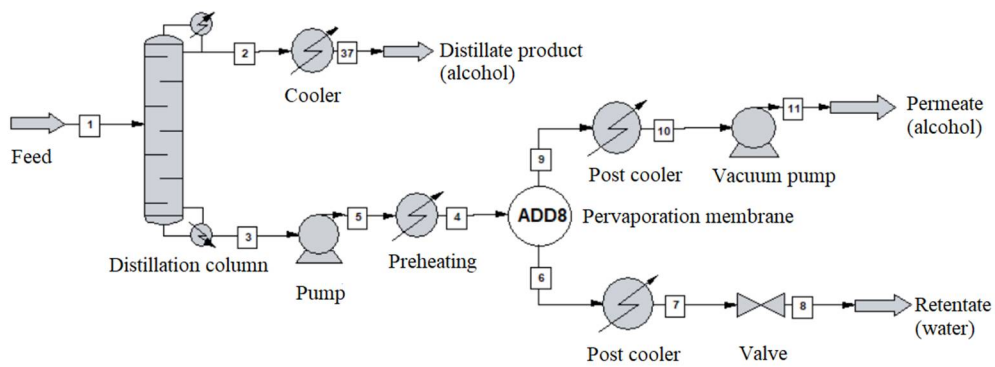 2
37
Distillate product
(alcohol)
Cooler
1
Feed
11
Permeate
(alcohol)
10
9
Post cooler
Vacuum pump
ADD8
Pervaporation membrane
5
4
3
Distillation column
Preheating
Pump
6
7
8
Retentate
(water)
Post cooler
Valve